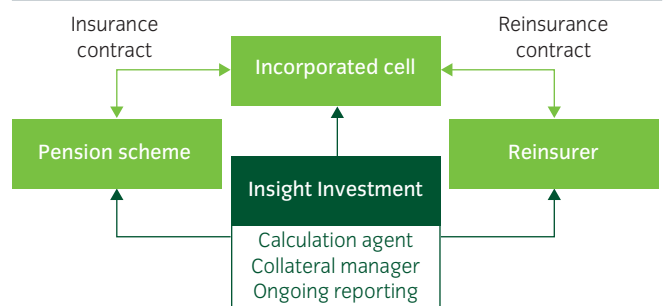 Insurance
contract
Reinsurance
contract
Incorporated cell
Pension scheme
Reinsurer
Insight Investment
Calculation agent
Collateral manager
Ongoing reporting